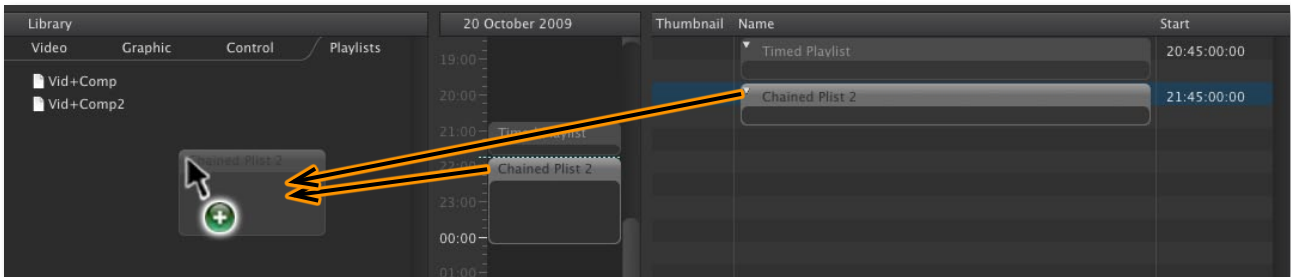 Library
Video Graphic Control Playlists
Vid+Comp
Vid+Comp2
Chained Plist 2
20 October 2009
19:00
20:00
21:00
Timed Playlist
22:00
Chained Plist 2
23:00
00:00
01:00
Thumbnail Name Start
Timed Playlist 20:45:00:00
Chained Plist 2 21:45:00:00